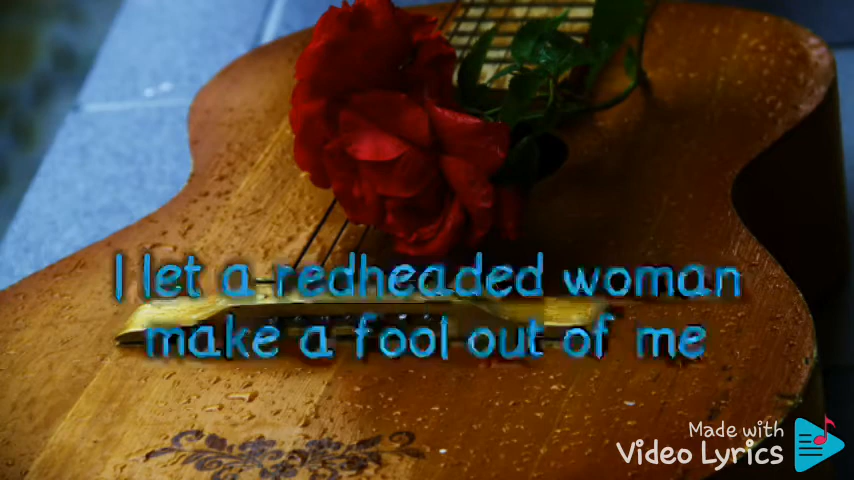 I let a redheaded woman
make a fool out of me
Made with
Video Lyrics